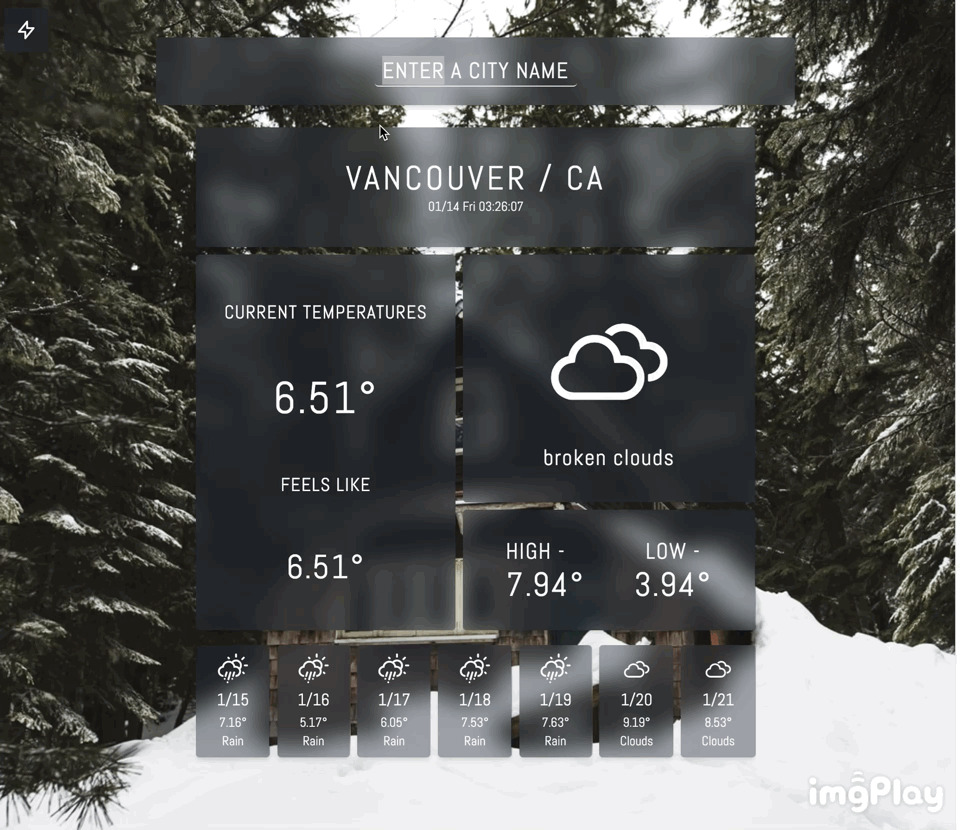 ENTER A CITY NAME
VANCOUVER / CA
01/14 Fri 03:26:07
CURRENT TEMPERATURES
6.51°
FEELS LIKE
6.51°
broken clouds
HIGH - LOW -
7.94° 3.94°
1/15 1/16 1/17 1/18 1/19 1/20 1/21
7.16° 5.17° 6.05° 7.53° 7.63° 9.19° 8.53°
Rain Rain Rain Rain Rain Clouds Clouds
imgPlay